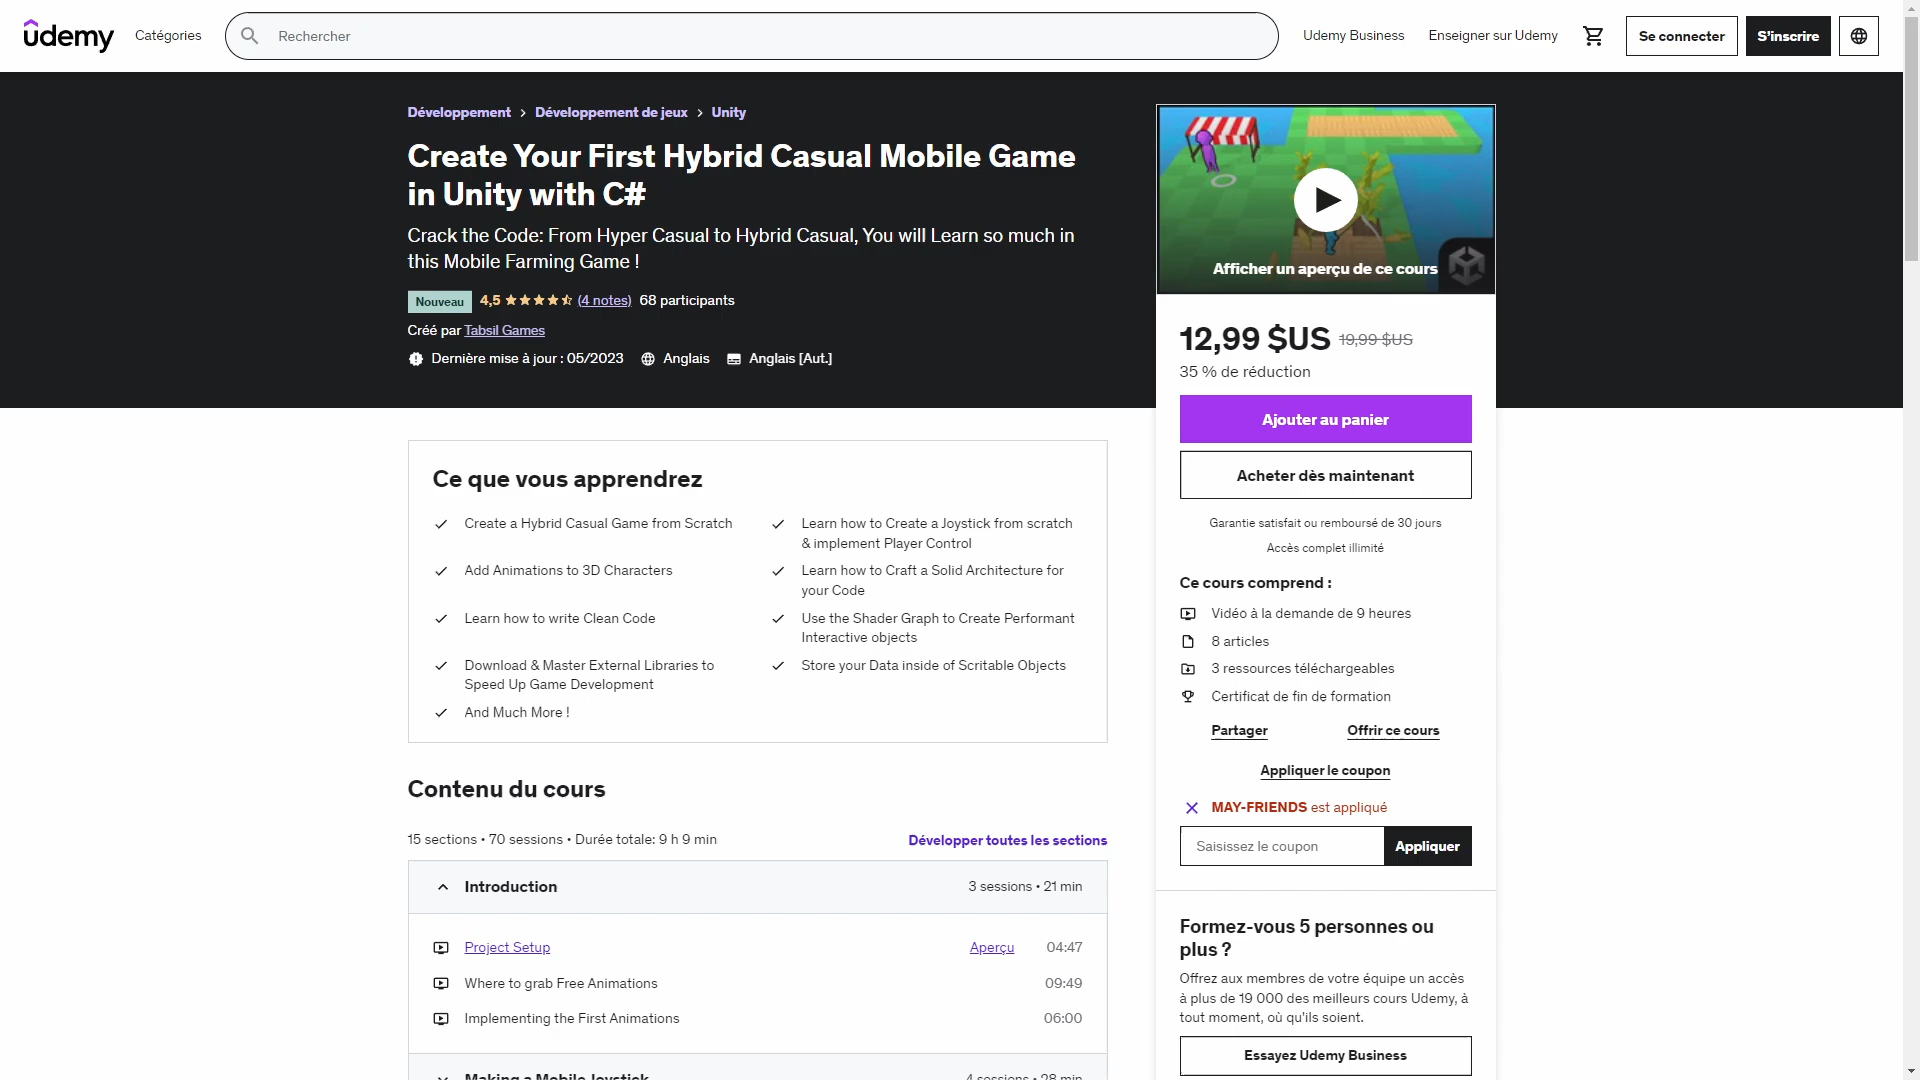 ûdemy
Catégories
Rechercher
Udemy Business
Enseigner sur Udemy
Se connecter
S'inscrire
Développement
Développement de jeux
Unity
Create Your First Hybrid Casual Mobile Game
in Unity with C#
Crack the Code: From Hyper Casual to Hybrid Casual, You will Learn so much in
this Mobile Farming Game !
Nouveau 4,5 (4 notes) 68 participants
Créé par Tabsil Games
Dernière mise à jour : 05/2023 Anglais Anglais [Aut.]
Afficher un aperçu de ce cours
12,99 $US 19,99 $US
35 % de réduction
Ajouter au panier
Acheter dès maintenant
Garantie satisfait ou remboursé de 30 jours
Accès complet illimité
Ce cours comprend :
Vidéo à la demande de 9 heures
8 articles
3 ressources téléchargeables
Certificat de fin de formation
Partager
Offrir ce cours
Appliquer le coupon
MAY-FRIENDS est appliqué
Saisissez le coupon
Appliquer
Formez-vous 5 personnes ou
plus ?
Offrez aux membres de votre équipe un accès
à plus de 19 000 des meilleurs cours Udemy, à
tout moment, où qu'ils soient.
Essayez Udemy Business
Ce que vous apprendrez
Create a Hybrid Casual Game from Scratch
Learn how to Create a Joystick from scratch
& implement Player Control
Add Animations to 3D Characters
Learn how to Craft a Solid Architecture for
your Code
Learn how to write Clean Code
Use the Shader Graph to Create Performant
Interactive objects
Download & Master External Libraries to
Speed Up Game Development
Store your Data inside of Scritable Objects
And Much More !
Contenu du cours
15 sections • 70 sessions • Durée totale: 9 h 9 min
Développer toutes les sections
Introduction
3 sessions • 21 min
Project Setup
Aperçu
04:47
Where to grab Free Animations
09:49
Implementing the First Animations
06:00
Making a Mobile Joystick
4 sessions • 28 min